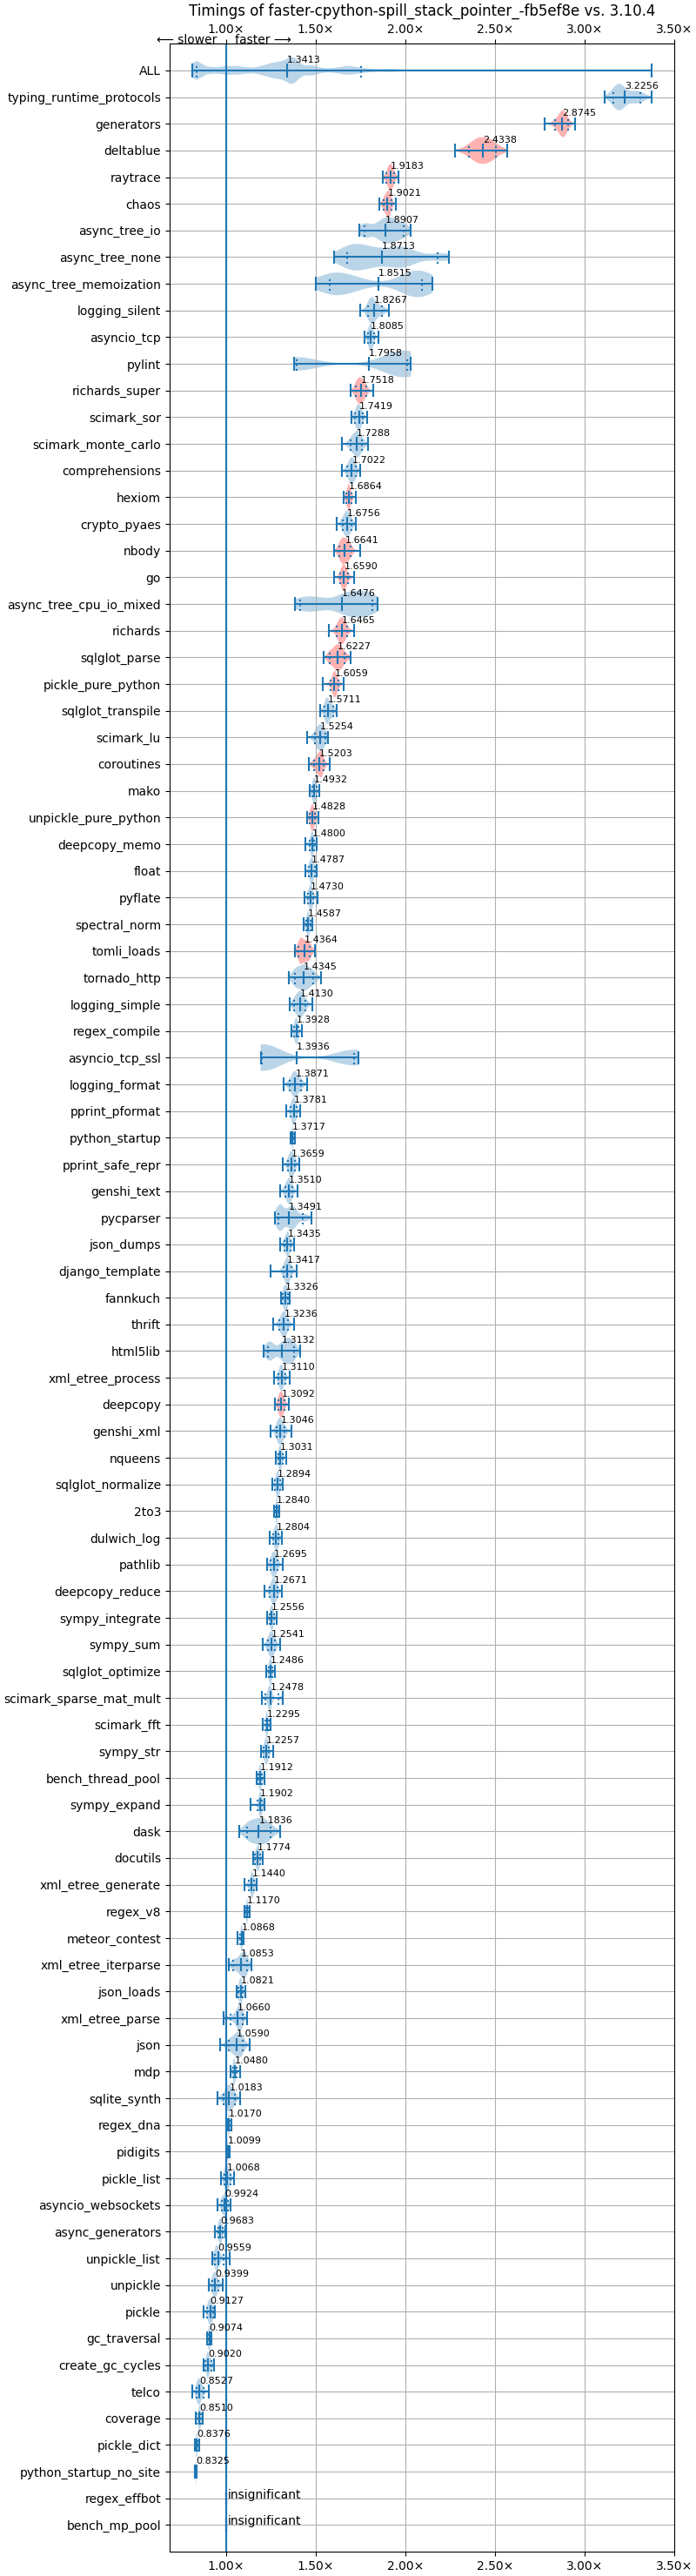 Timings of faster-cpython-spill_stack_pointer_-fb5ef8e vs. 3.10.4
1.00× 1.50× 2.00× 2.50× 3.00× 3.50×
⟵ slower faster ⟶
ALL 1.3413
typing_runtime_protocols 3.2256
generators 2.8745
deltablue 2.4338
raytrace 1.9183
chaos 1.9021
async_tree_io 1.8907
async_tree_none 1.8713
async_tree_memoization 1.8515
logging_silent 1.8267
asyncio_tcp 1.8085
pylint 1.7958
richards_super 1.7518
scimark_sor 1.7419
scimark_monte_carlo 1.7288
comprehensions 1.7022
hexiom 1.6864
crypto_pyaes 1.6756
nbody 1.6641
go 1.6590
async_tree_cpu_io_mixed 1.6476
richards 1.6465
sqlglot_parse 1.6227
pickle_pure_python 1.6059
sqlglot_transpile 1.5711
scimark_lu 1.5254
coroutines 1.5203
mako 1.4932
unpickle_pure_python 1.4828
deepcopy_memo 1.4800
float 1.4787
pyflate 1.4730
spectral_norm 1.4587
tomli_loads 1.4364
tornado_http 1.4345
logging_simple 1.4130
regex_compile 1.3928
asyncio_tcp_ssl 1.3936
logging_format 1.3871
pprint_pformat 1.3781
python_startup 1.3717
pprint_safe_repr 1.3659
genshi_text 1.3510
pycparser 1.3491
json_dumps 1.3435
django_template 1.3417
fannkuch 1.3326
thrift 1.3236
html5lib 1.3132
xml_etree_process 1.3110
deepcopy 1.3092
genshi_xml 1.3046
nqueens 1.3031
sqlglot_normalize 1.2894
2to3 1.2840
dulwich_log 1.2804
pathlib 1.2695
deepcopy_reduce 1.2671
sympy_integrate 1.2556
sympy_sum 1.2541
sqlglot_optimize 1.2486
scimark_sparse_mat_mult 1.2478
scimark_fft 1.2295
sympy_str 1.2257
bench_thread_pool 1.1912
sympy_expand 1.1902
dask 1.1836
docutils 1.1774
xml_etree_generate 1.1440
regex_v8 1.1170
meteor_contest 1.0868
xml_etree_iterparse 1.0853
json_loads 1.0821
xml_etree_parse 1.0660
json 1.0590
mdp 1.0480
sqlite_synth 1.0183
regex_dna 1.0170
pidigits 1.0099
pickle_list 1.0068
asyncio_websockets 0.9924
async_generators 0.9683
unpickle_list 0.9559
unpickle 0.9399
pickle 0.9127
gc_traversal 0.9074
create_gc_cycles 0.9020
telco 0.8527
coverage 0.8510
pickle_dict 0.8376
python_startup_no_site 0.8325
regex_effbot insignificant
bench_mp_pool insignificant
1.00× 1.50× 2.00× 2.50× 3.00× 3.50×